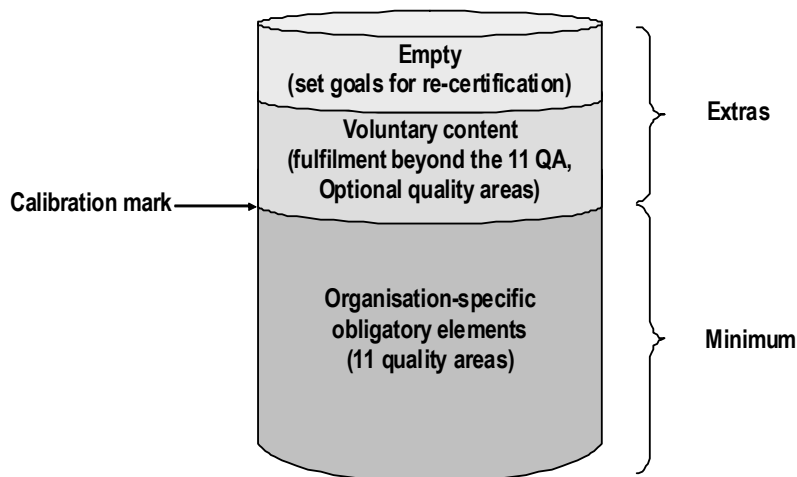 Empty
(set goals for re-certification)
Extras
Voluntary content
(fulfilment beyond the 11 QA,
Optional quality areas)
Calibration mark
Organisation-specific
obligatory elements
(11 quality areas)
Minimum